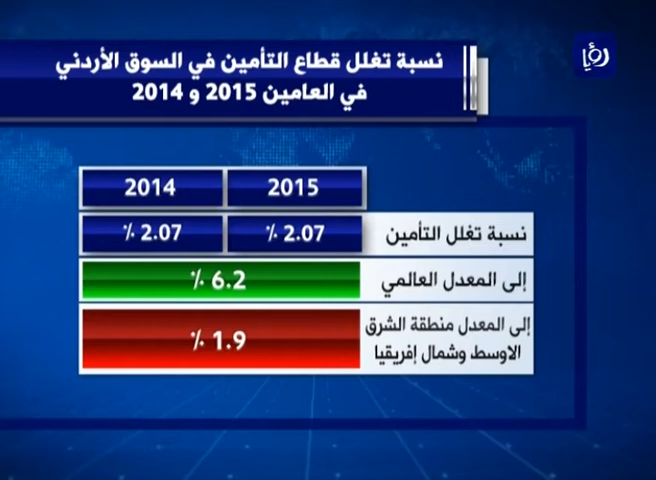 رؤيا
نسبة تغلل قطاع التأمين في السوق الأردني
في العامين 2015 و 2014
2015 2014
نسبة تغلل التأمين 2.07 ٪ 2.07 ٪
إلى المعدل العالمي 6.2 ٪
إلى المعدل منطقة الشرق
الاوسط وشمال إفريقيا 1.9 ٪